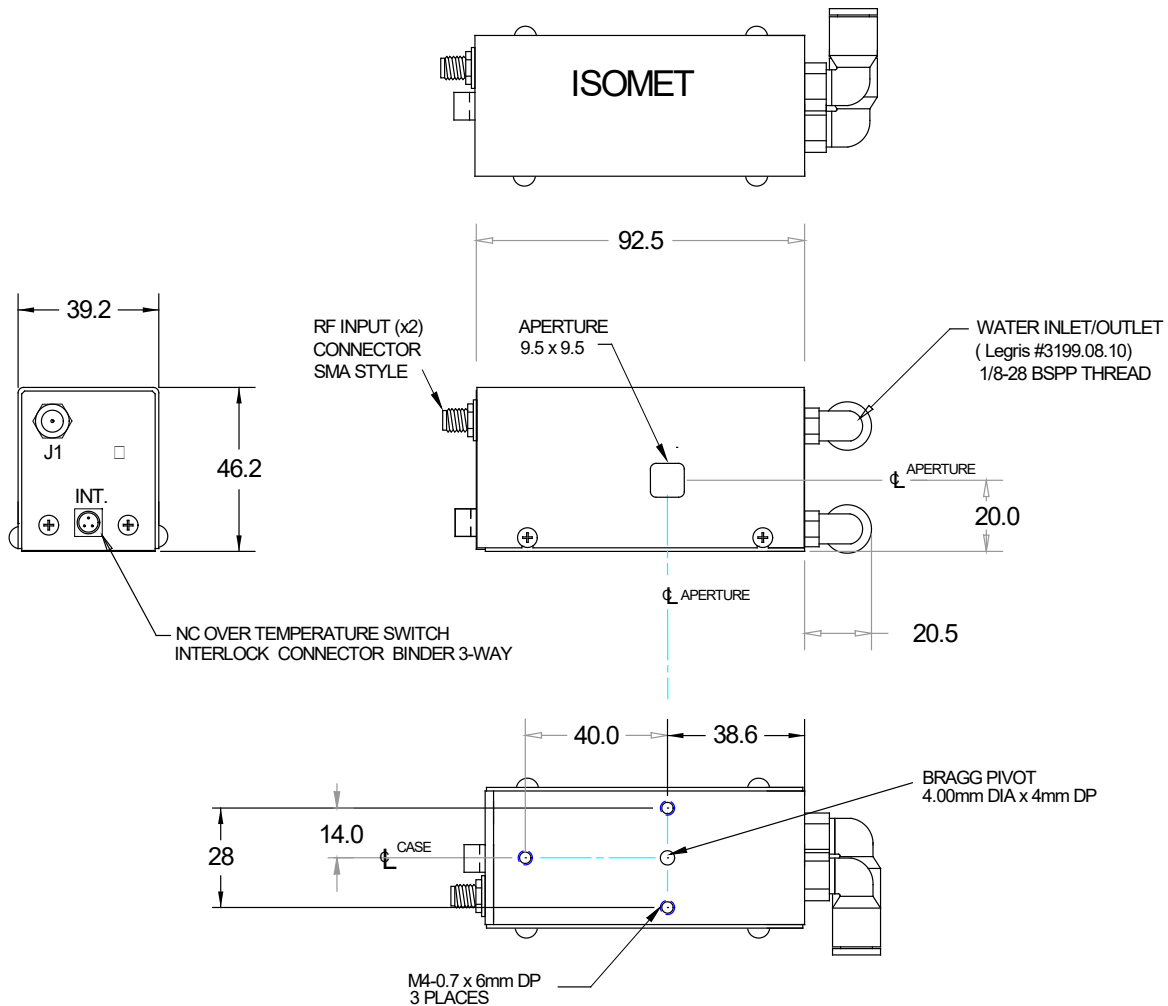 ISOMET
92.5
39.2
RF INPUT (x2)
CONNECTOR
SMA STYLE
APERTURE
9.5 x 9.5
WATER INLET/OUTLET
( Legris #3199.08.10)
1/8-28 BSPP THREAD
J1
46.2
INT.
℄ APERTURE
20.0
℄ APERTURE
20.5
NC OVER TEMPERATURE SWITCH
INTERLOCK CONNECTOR BINDER 3-WAY
40.0
38.6
BRAGG PIVOT
4.00mm DIA x 4mm DP
14.0
28
℄ CASE
M4-0.7 x 6mm DP
3 PLACES